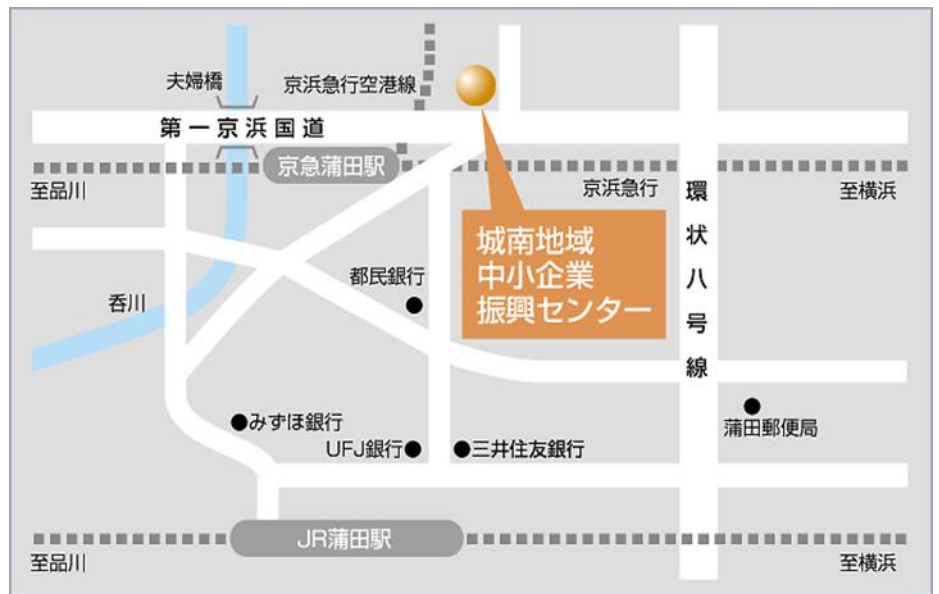 夫婦橋
京浜急行空港線
第一京浜国道
京急蒲田駅
至品川
京浜急行
至横浜
環状八号線
城南地域
中小企業
振興センター
都民銀行
呑川
みずほ銀行
UFJ銀行
三井住友銀行
蒲田郵便局
JR蒲田駅
至品川
至横浜